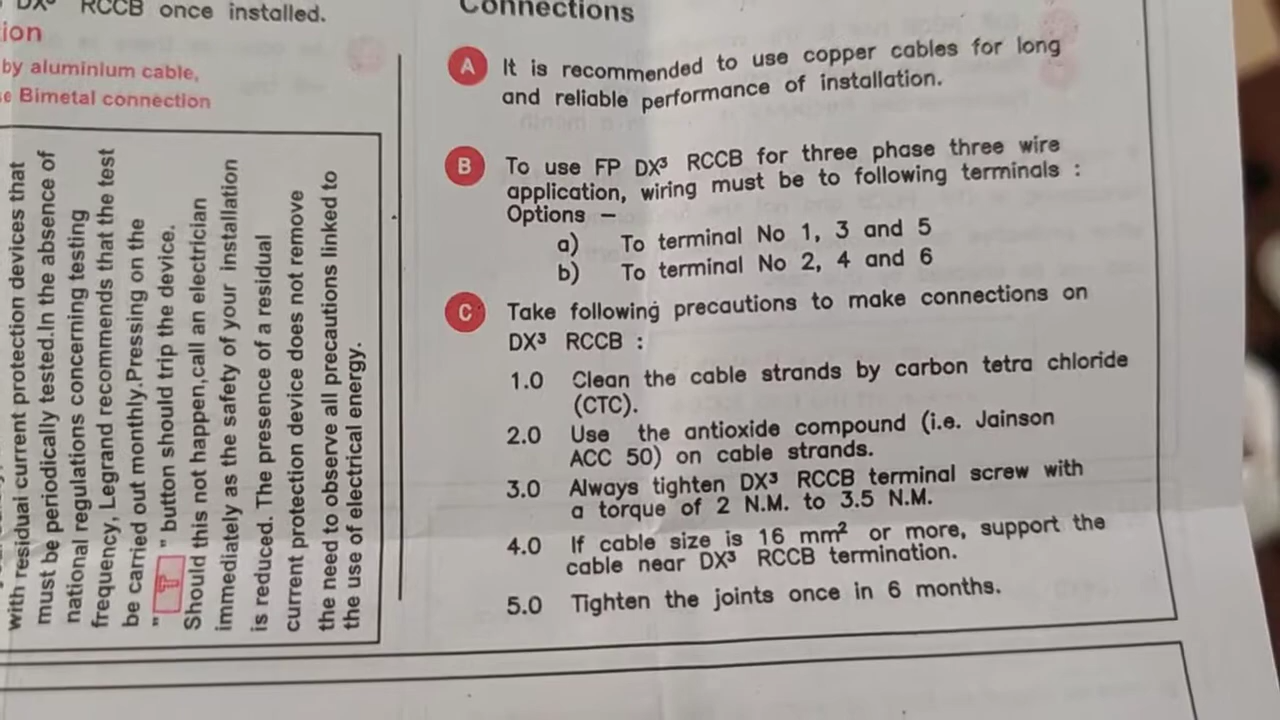 DX³ RCCB once installed.
ion
by aluminium cable,
e Bimetal connection
with residual current protection devices that
must be periodically tested.In the absence of
national regulations concerning testing
frequency, Legrand recommends that the test
be carried out monthly.Pressing on the
" T " button should trip the device.
Should this not happen,call an electrician
immediately as the safety of your installation
is reduced. The presence of a residual
current protection device does not remove
the need to observe all precautions linked to
the use of electrical energy.
Connections
A It is recommended to use copper cables for long
and reliable performance of installation.
B To use FP DX³ RCCB for three phase three wire
application, wiring must be to following terminals :
Options –
a) To terminal No 1, 3 and 5
b) To terminal No 2, 4 and 6
C Take following precautions to make connections on
DX³ RCCB :
1.0 Clean the cable strands by carbon tetra chloride
(CTC).
2.0 Use the antioxide compound (i.e. Jainson
ACC 50) on cable strands.
3.0 Always tighten DX³ RCCB terminal screw with
a torque of 2 N.M. to 3.5 N.M.
4.0 If cable size is 16 mm² or more, support the
cable near DX³ RCCB termination.
5.0 Tighten the joints once in 6 months.